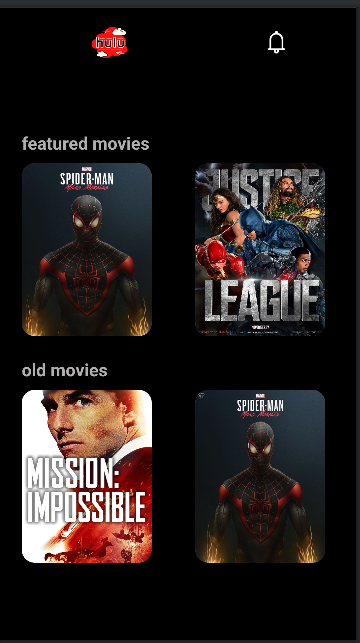 hulu
featured movies
MARVEL
SPIDER-MAN
Miles Morales
JUSTICE
LEAGUE
old movies
MISSION:
IMPOSSIBLE
MARVEL
SPIDER-MAN
Miles Morales